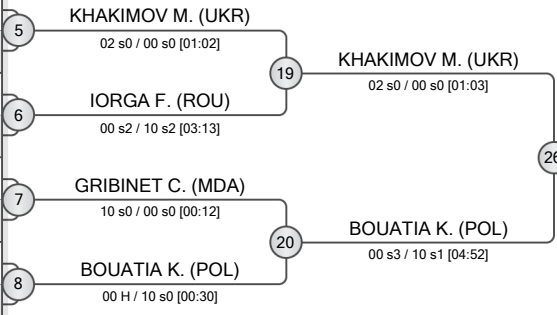 KHAKIMOV M. (UKR)
5
02 s0 / 00 s0 [01:02]
19
KHAKIMOV M. (UKR)
02 s0 / 00 s0 [01:03]
IORGA F. (ROU)
6
00 s2 / 10 s2 [03:13]
26
GRIBINET C. (MDA)
7
10 s0 / 00 s0 [00:12]
20
BOUATIA K. (POL)
00 s3 / 10 s1 [04:52]
BOUATIA K. (POL)
8
00 H / 10 s0 [00:30]